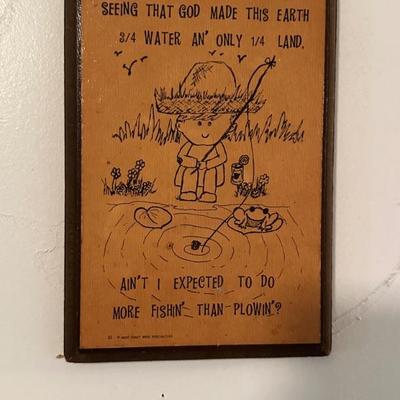 SEEING THAT GOD MADE THIS EARTH
3/4 WATER AN' ONLY 1/4 LAND,
AIN'T I EXPECTED TO DO
MORE FISHIN' THAN PLOWIN'?